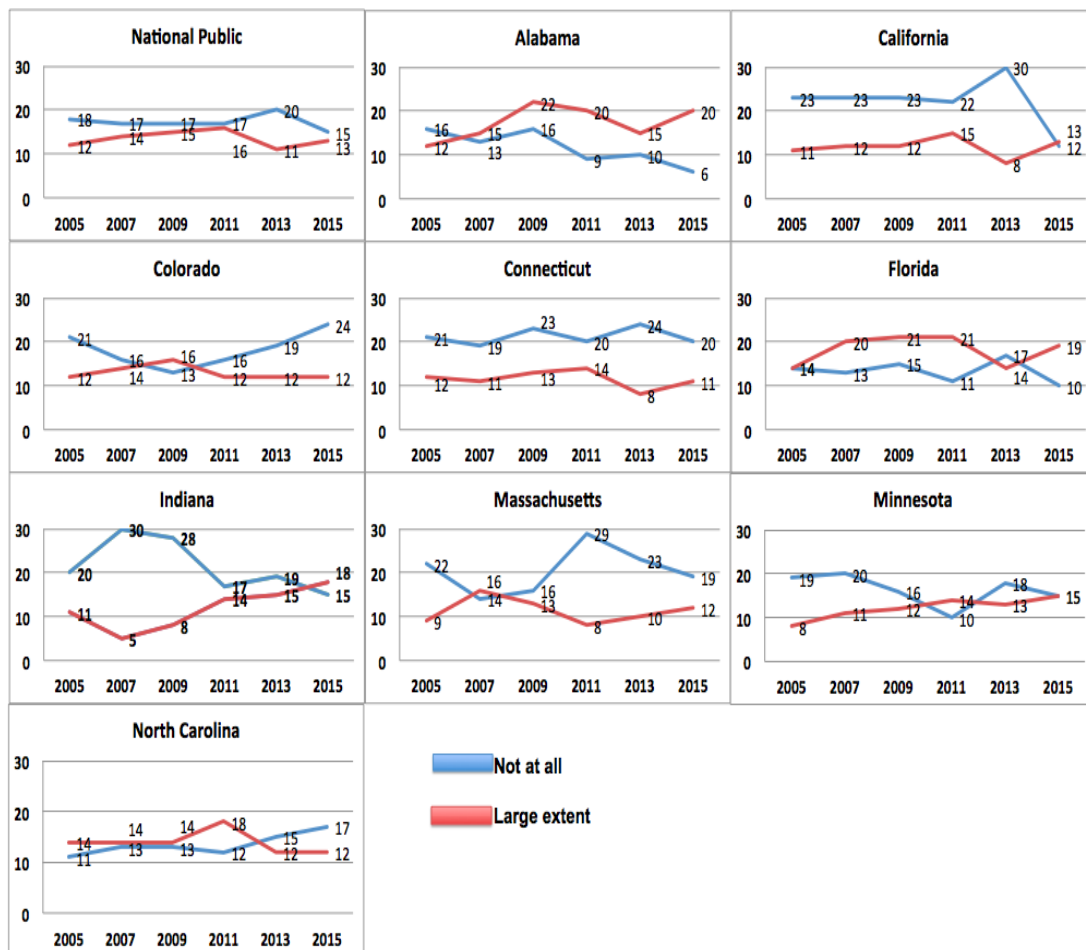 National Public
30
20
10
0
18 17 17 17 20 15
12 14 15 16 11 13
2005 2007 2009 2011 2013 2015
Alabama
30
20
10
0
16 13 16 9 10 6
12 15 22 20 15 20
2005 2007 2009 2011 2013 2015
California
30
20
10
0
23 23 23 22 30 12
11 12 12 15 8 13
2005 2007 2009 2011 2013 2015
Colorado
30
20
10
0
21 16 13 16 19 24
12 14 16 12 12 12
2005 2007 2009 2011 2013 2015
Connecticut
30
20
10
0
21 19 23 20 24 20
12 11 13 14 8 11
2005 2007 2009 2011 2013 2015
Florida
30
20
10
0
14 20 21 21 14 19
13 15 11 17 10
2005 2007 2009 2011 2013 2015
Indiana
30
20
10
0
20 30 28 17 19 15
11 5 8 14 15 18
2005 2007 2009 2011 2013 2015
Massachusetts
30
20
10
0
22 14 16 29 23 19
9 16 13 8 10 12
2005 2007 2009 2011 2013 2015
Minnesota
30
20
10
0
19 20 16 10 18 15
8 11 12 14 13
2005 2007 2009 2011 2013 2015
North Carolina
30
20
10
0
14 14 14 18 12 12
11 13 13 12 15 17
2005 2007 2009 2011 2013 2015
Not at all
Large extent